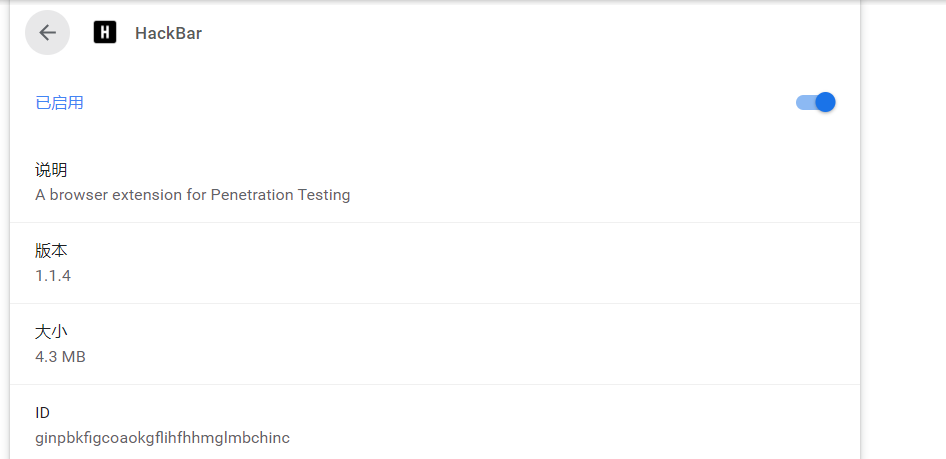 H HackBar
已启用
说明
A browser extension for Penetration Testing
版本
1.1.4
大小
4.3 MB
ID
ginpbkfigcoaokgflihfhhmglmbchinc